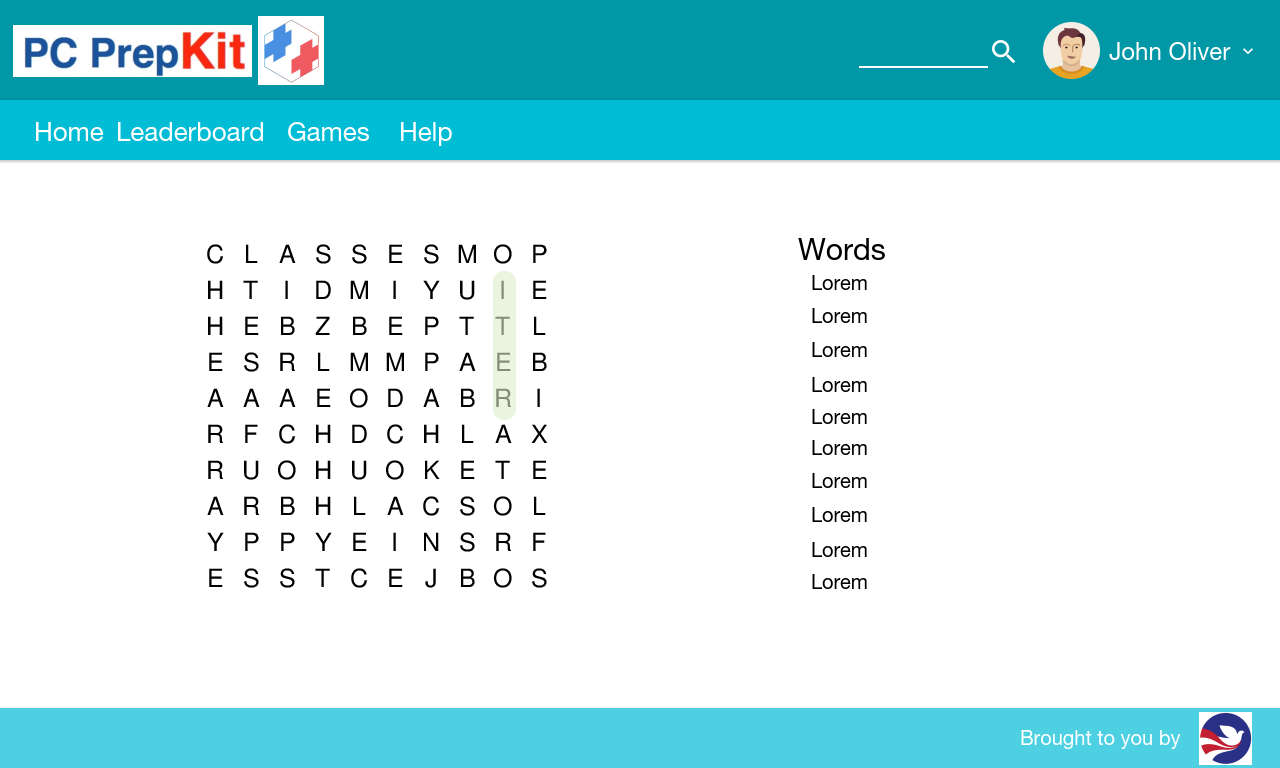 PC PrepKit
John Oliver
Home Leaderboard Games Help
C L A S S E S M O P
H T I D M I Y U I E
H E B Z B E P T T L
E S R L M M P A E B
A A A E O D A B R I
R F C H D C H L A X
R U O H U O K E T E
A R B H L A C S O L
Y P P Y E I N S R F
E S S T C E J B O S
Words
Lorem
Lorem
Lorem
Lorem
Lorem
Lorem
Lorem
Lorem
Lorem
Lorem
Brought to you by